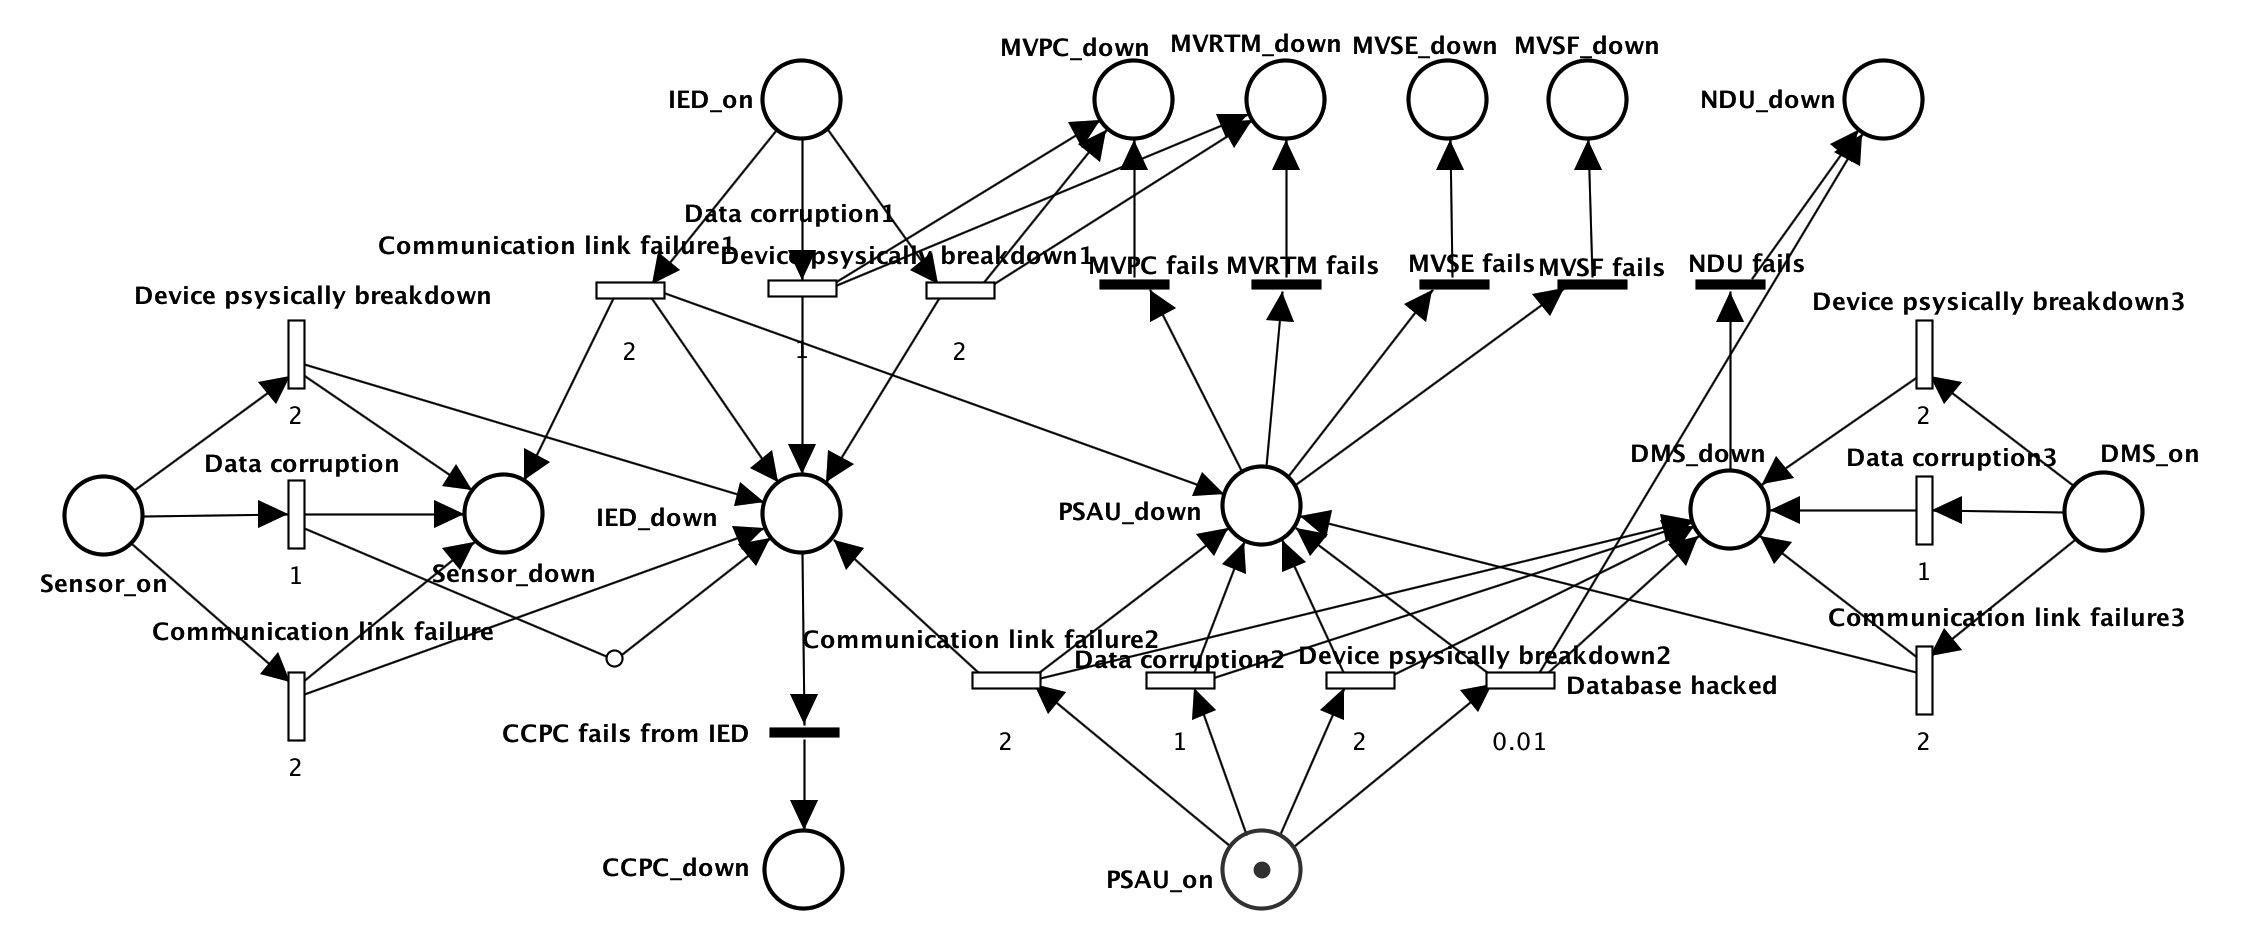 MVPC_down
MVRTM_down
MVSE_down
MVSF_down
IED_on
NDU_down
Data corruption1
Communication link failure1
Device psysically breakdown1
MVPC fails
MVRTM fails
MVSE fails
MVSF fails
NDU fails
Device psysically breakdown
Device psysically breakdown3
2
1
2
2
2
Data corruption
DMS_down
Data corruption3
DMS_on
IED_down
PSAU_down
Sensor_on
1
Sensor_down
1
Communication link failure
Communication link failure2
Data corruption2
Device psysically breakdown2
Communication link failure3
Database hacked
CCPC fails from IED
2
2
1
2
0.01
2
CCPC_down
PSAU_on